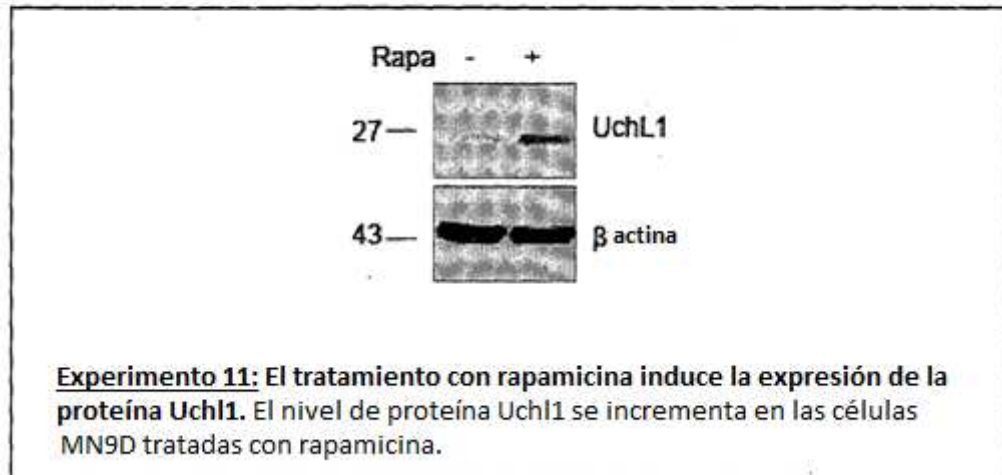 Rapa - +
27— UchL1
43— β actina
Experimento 11: El tratamiento con rapamicina induce la expresión de la
proteína Uchl1. El nivel de proteína Uchl1 se incrementa en las células
MN9D tratadas con rapamicina.